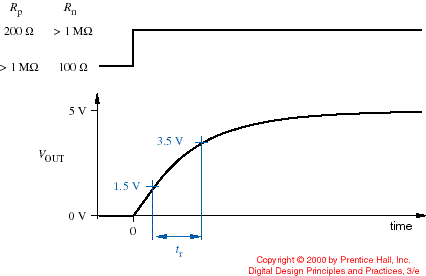 Rp Rn
200 Ω > 1 MΩ
> 1 MΩ 100 Ω
5 V
3.5 V
VOUT
1.5 V
0 V
time
0
tr
Copyright © 2000 by Prentice Hall, Inc.
Digital Design Principles and Practices, 3/e